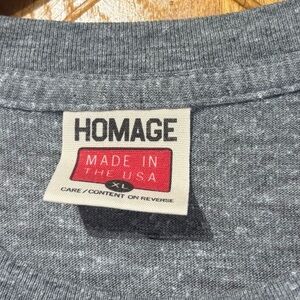 HOMAGE
MADE IN
THE USA
XL
CARE/CONTENT ON REVERSE